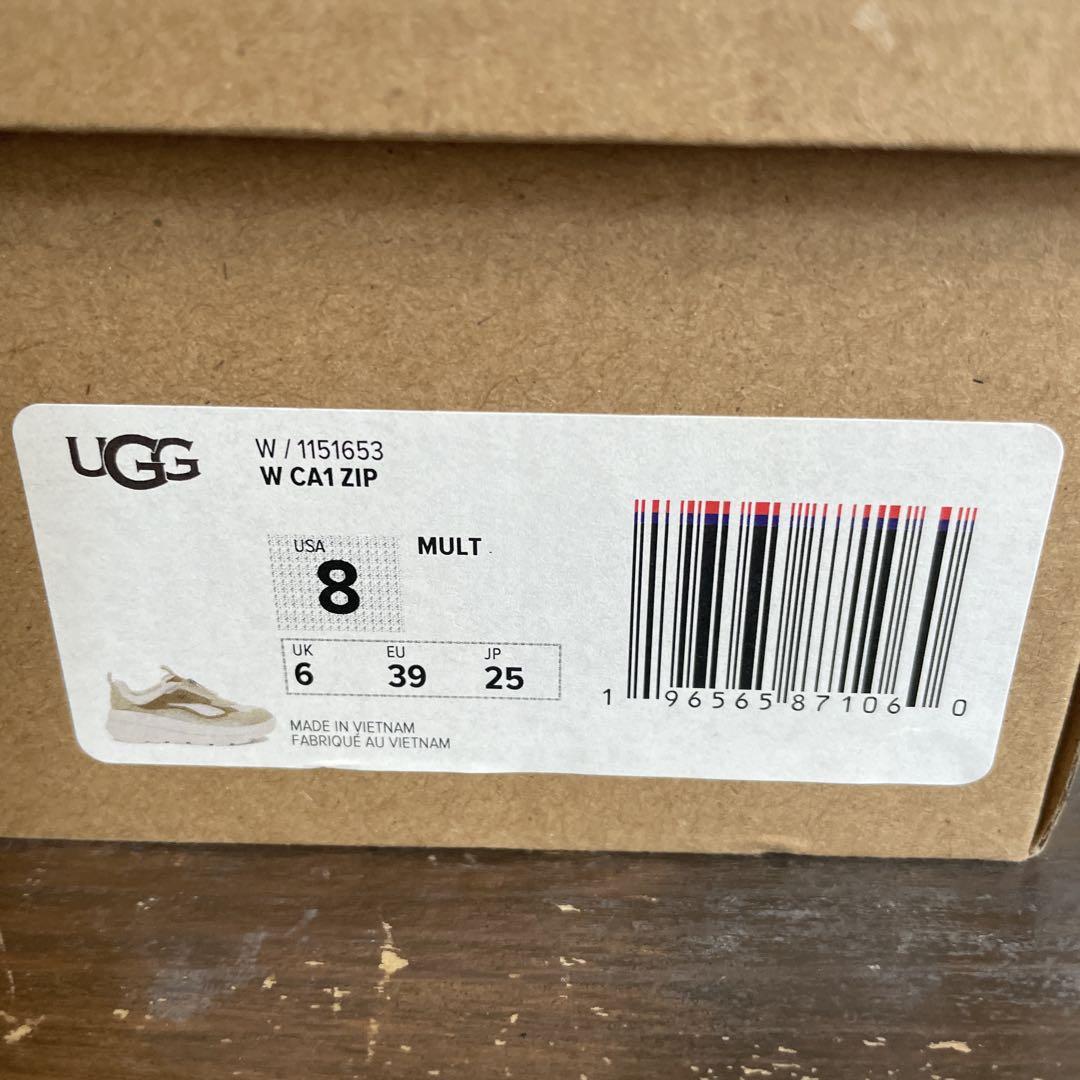 UGG
W / 1151653
W CA1 ZIP
USA
8
MULT
UK
6
EU
39
JP
25
MADE IN VIETNAM
FABRIQUÉ AU VIETNAM
1 96565 87106 0